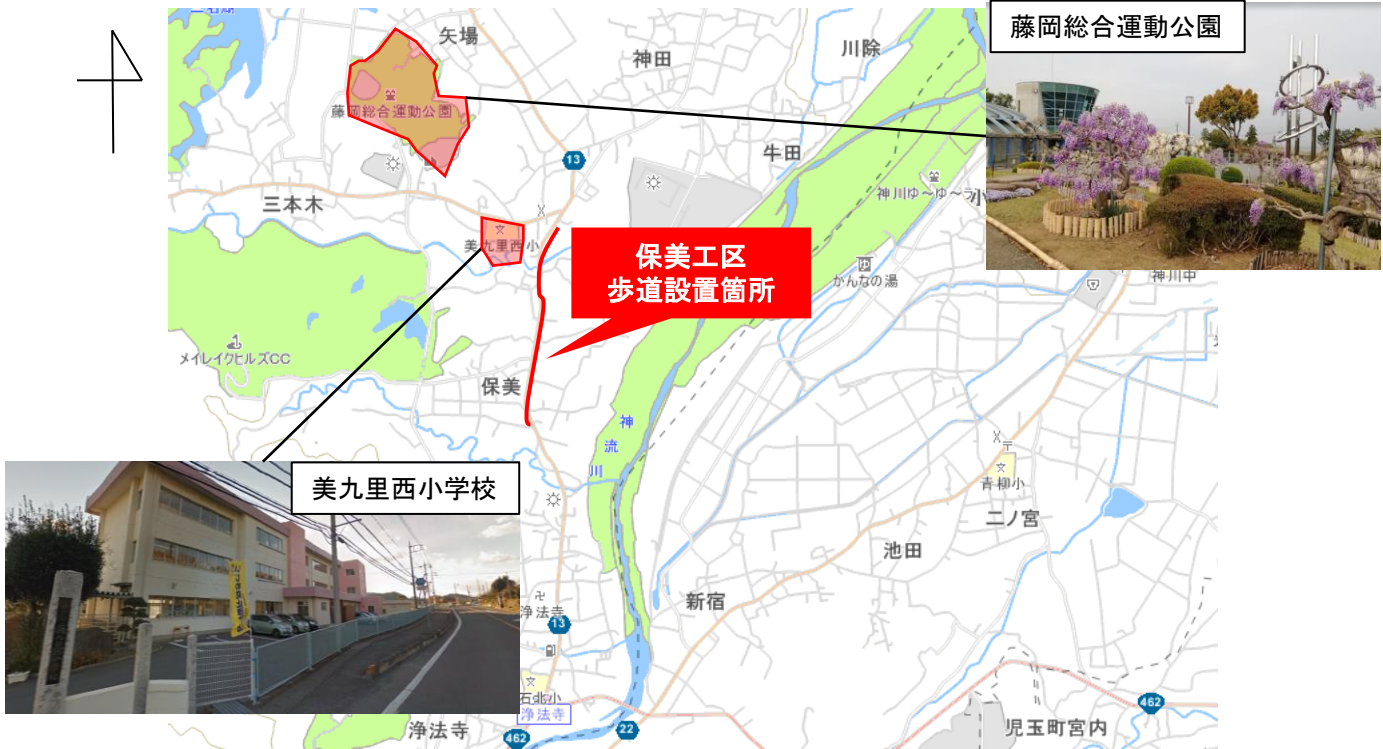 藤岡総合運動公園
矢場
神田
川除
藤岡総合運動公園
13
牛田
神川ゆ～ゆ～ラ
小
三本木
美九里西小
保美工区
歩道設置箇所
かんなの湯
神川中
メイレイクヒルズCC
保美
神
流
川
美九里西小学校
青柳小
二ノ宮
池田
新宿
浄法寺
13
石北小
浄法寺
浄法寺
462
22
462
児玉町宮内